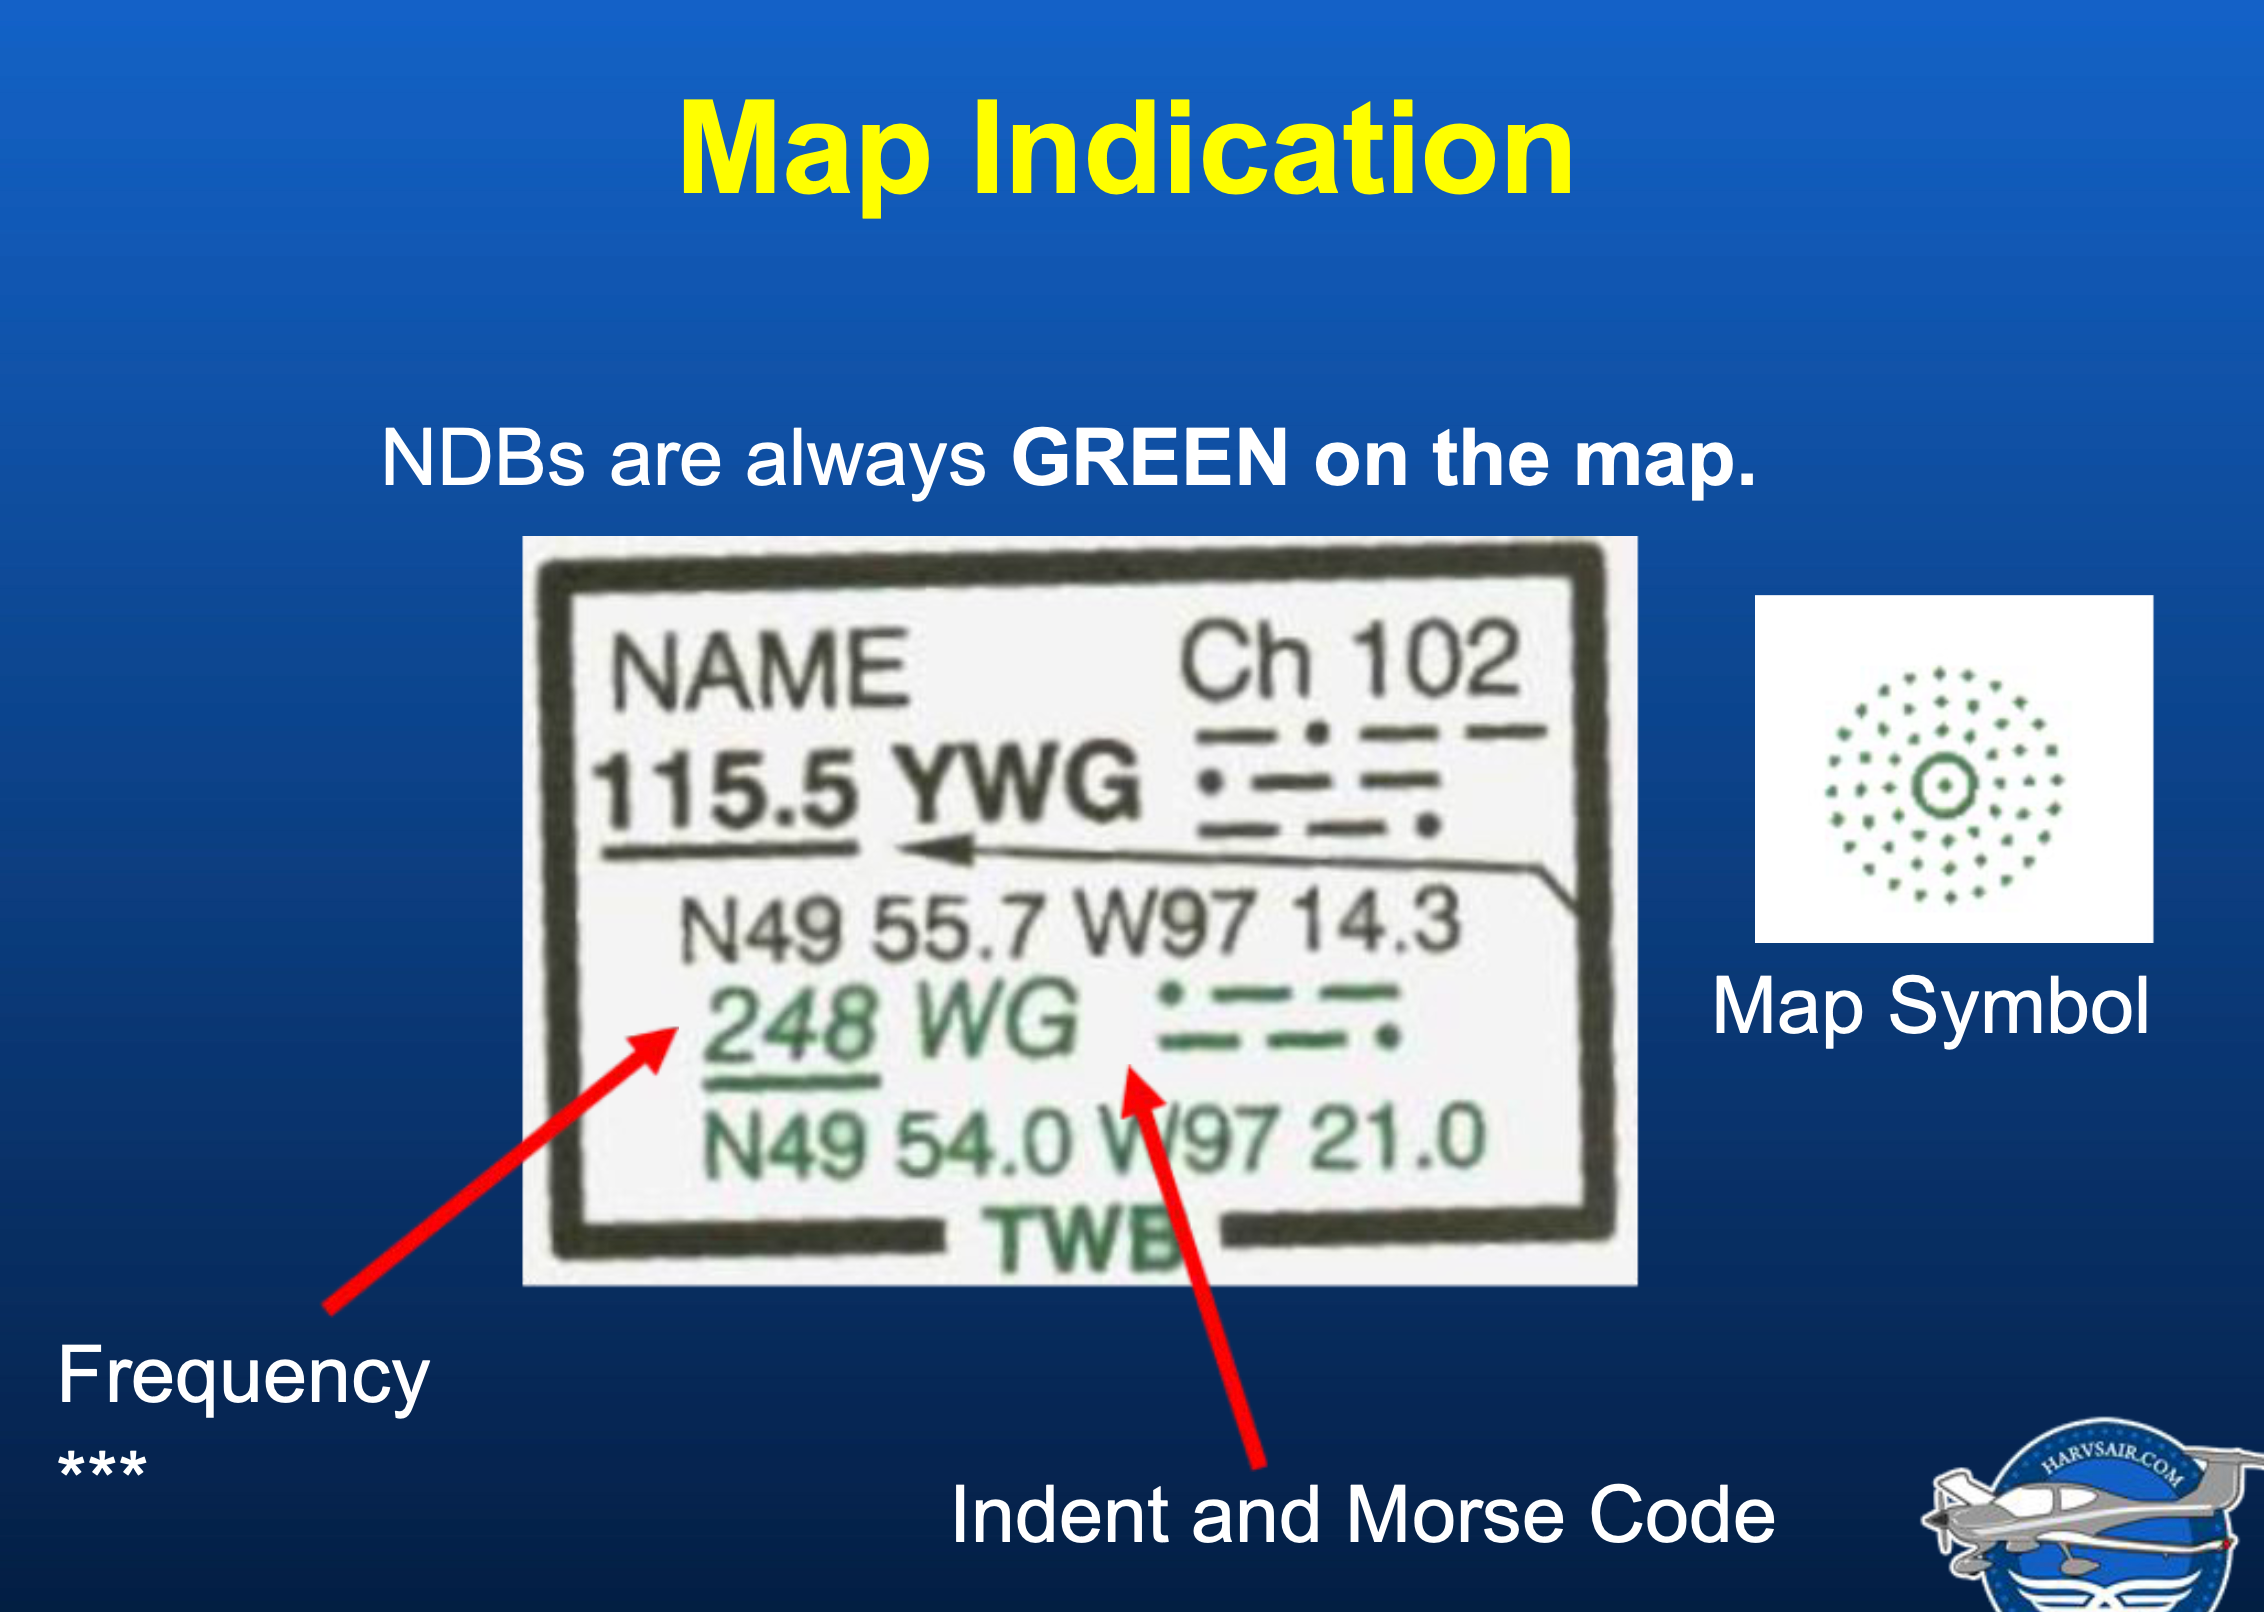 Map Indication
NDBs are always GREEN on the map.
NAME Ch 102
115.5 YWG
N49 55.7 W97 14.3
248 WG
N49 54.0 W97 21.0
TWB
Map Symbol
Frequency
***
Indent and Morse Code
HARVSAIR.COM